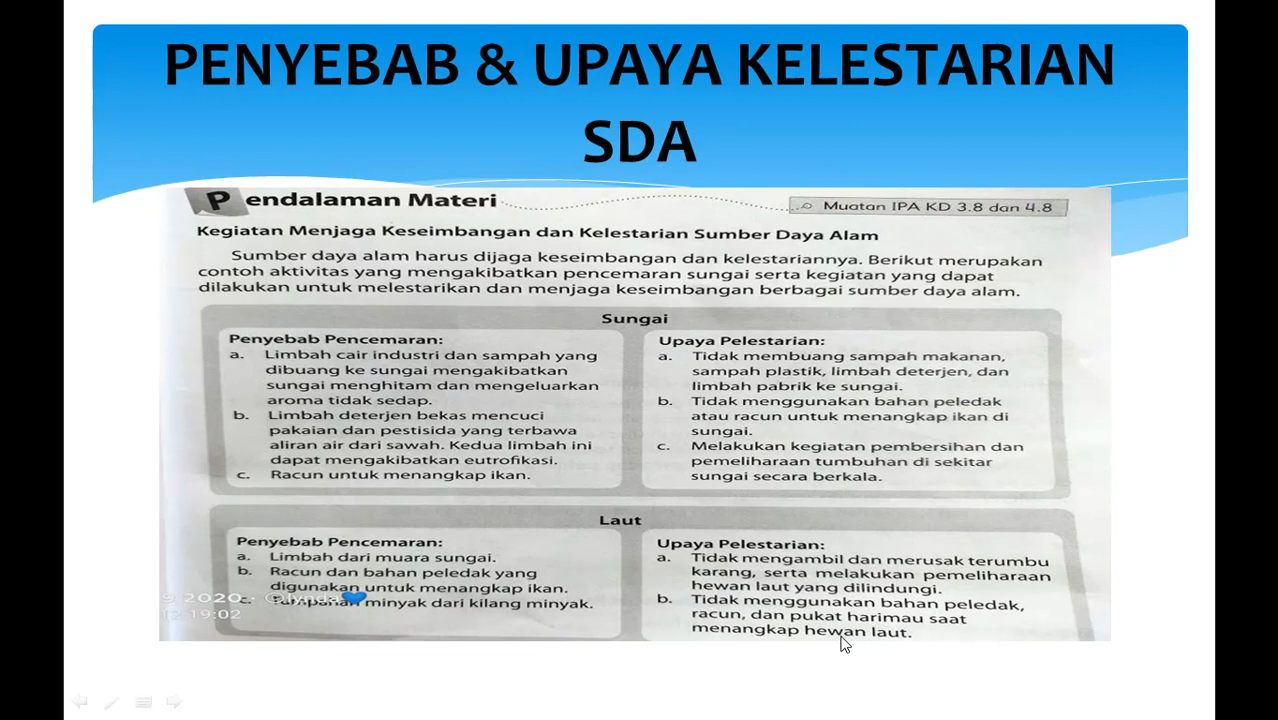 PENYEBAB & UPAYA KELESTARIAN
SDA
Pendalaman Materi
Muatan IPA KD 3.8 dan 4.8
Kegiatan Menjaga Keseimbangan dan Kelestarian Sumber Daya Alam
Sumber daya alam harus dijaga keseimbangan dan kelestariannya. Berikut merupakan
contoh aktivitas yang mengakibatkan pencemaran sungai serta kegiatan yang dapat
dilakukan untuk melestarikan dan menjaga keseimbangan berbagai sumber daya alam.
Sungai
Penyebab Pencemaran:
a. Limbah cair industri dan sampah yang
dibuang ke sungai mengakibatkan
sungai menghitam dan mengeluarkan
aroma tidak sedap.
b. Limbah deterjen bekas mencuci
pakaian dan pestisida yang terbawa
aliran air dari sawah. Kedua limbah ini
dapat mengakibatkan eutrofikasi.
c. Racun untuk menangkap ikan.
Upaya Pelestarian:
a. Tidak membuang sampah makanan,
sampah plastik, limbah deterjen, dan
limbah pabrik ke sungai.
b. Tidak menggunakan bahan peledak
atau racun untuk menangkap ikan di
sungai.
c. Melakukan kegiatan pembersihan dan
pemeliharaan tumbuhan di sekitar
sungai secara berkala.
Laut
Penyebab Pencemaran:
a. Limbah dari muara sungai.
b. Racun dan bahan peledak yang
digunakan untuk menangkap ikan.
c. Tumpahan minyak dari kilang minyak.
Upaya Pelestarian:
a. Tidak mengambil dan merusak terumbu
karang, serta melakukan pemeliharaan
hewan laut yang dilindungi.
b. Tidak menggunakan bahan peledak,
racun, dan pukat harimau saat
menangkap hewan laut.
9 2020
19:02